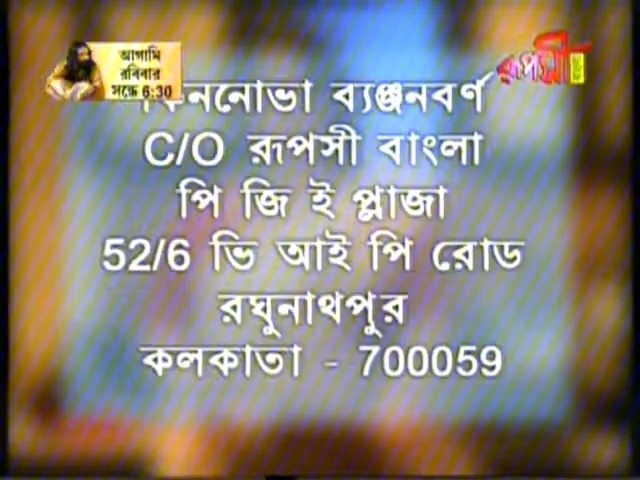 আগামি
রবিবার
সন্ধে 6:30
রূপসী
ব্যঞ্জনবর্ণ
C/O রূপসী বাংলা
পি জি ই প্লাজা
52/6 ভি আই পি রোড
রঘুনাথপুর
কলকাতা - 700059